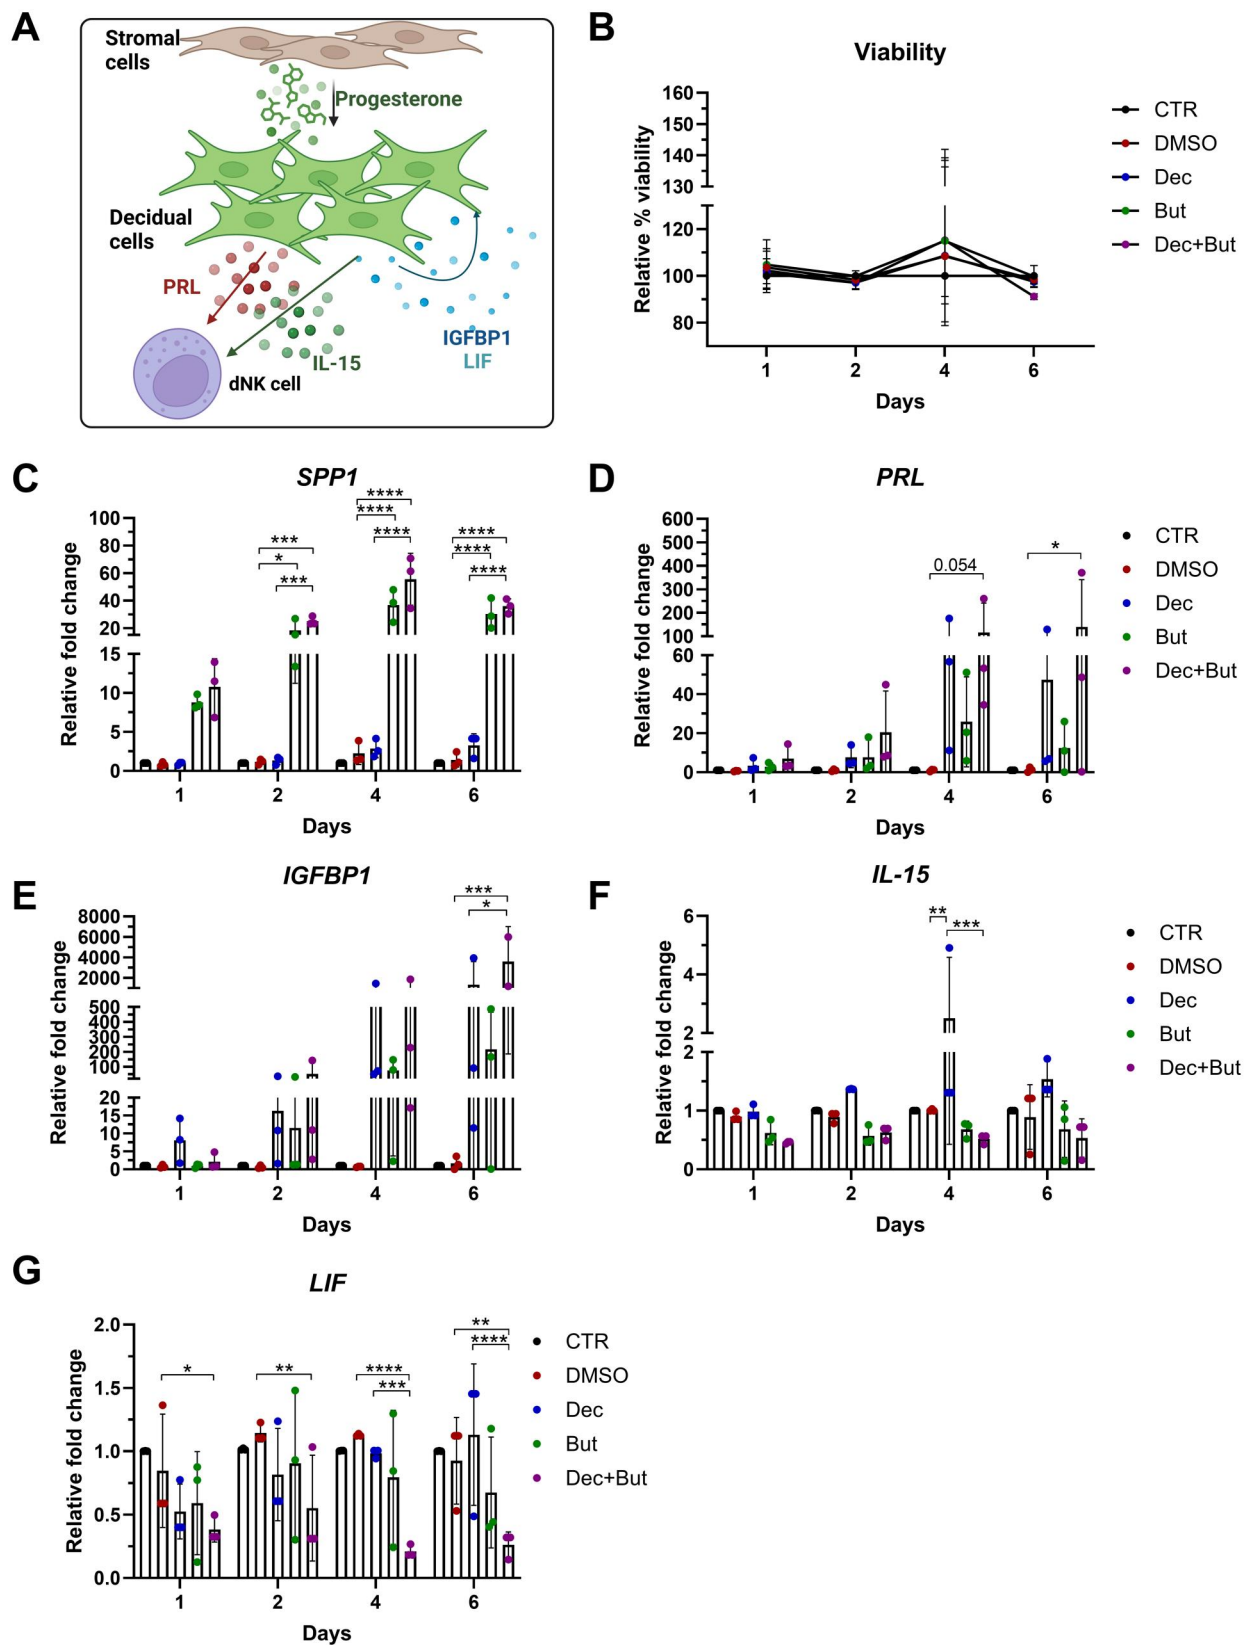 A
Stromal
cells
Progesterone
Decidual
cells
PRL
IL-15
IGFBP1
LIF
dNK cell
B
Viability
Relative % viability
160
150
140
130
120
100
80
1 2 4 6
Days
CTR
DMSO
Dec
But
Dec+But
C
SPP1
Relative fold change
100
80
60
40
20
15
10
5
0
***
*
***
****
****
****
****
****
****
1 2 4 6
Days
D
PRL
Relative fold change
600
500
400
300
200
100
60
40
20
0
0.054
*
1 2 4 6
Days
CTR
DMSO
Dec
But
Dec+But
E
IGFBP1
Relative fold change
8000
6000
4000
2000
500
400
300
200
100
20
15
10
5
0
***
*
1 2 4 6
Days
F
IL-15
Relative fold change
6
4
2
2
1
0
**
***
1 2 4 6
Days
CTR
DMSO
Dec
But
Dec+But
G
LIF
Relative fold change
2.0
1.5
1.0
0.5
0.0
*
**
****
***
**
****
1 2 4 6
Days
CTR
DMSO
Dec
But
Dec+But